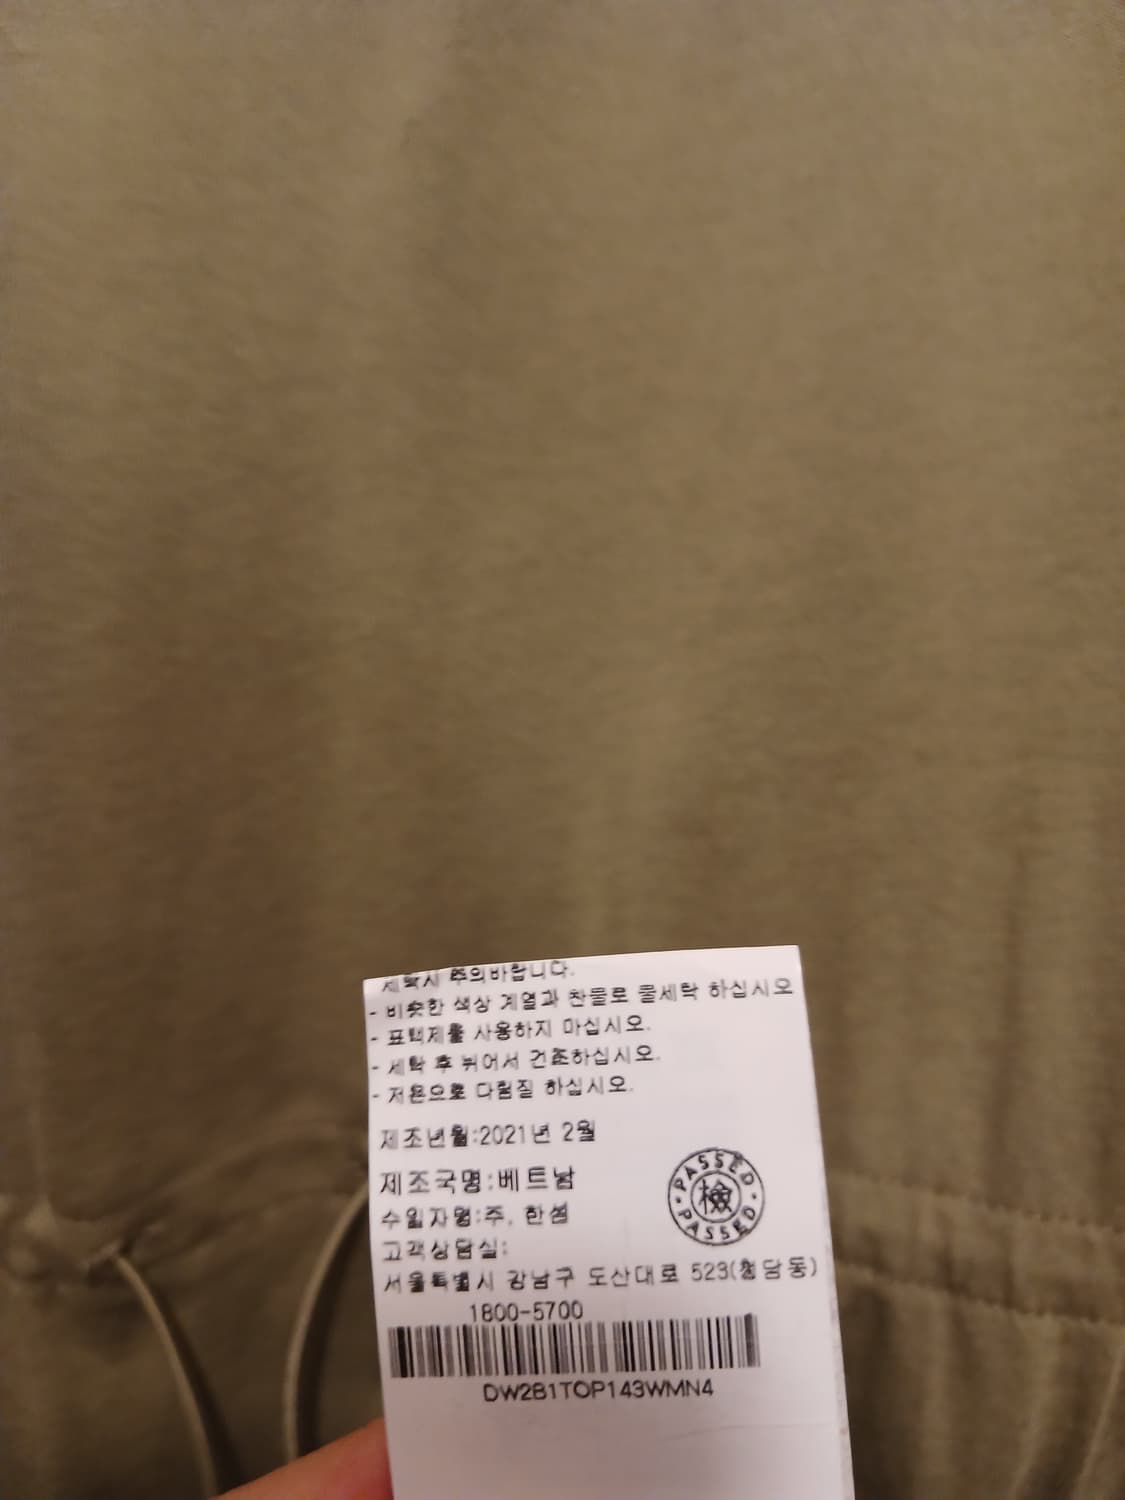 세탁시 주의바랍니다.
- 비슷한 색상 계열과 찬물로 물세탁 하십시오
- 표백제를 사용하지 마십시오.
- 세탁 후 뉘어서 건조하십시오.
- 저온으로 다림질 하십시오.
제조년월:2021년 2월
제조국명:베트남
수입자명:주. 한섬
고객상담실:
서울특별시 강남구 도산대로 523(청담동)
1800-5700
PASSED 檢 PASSED
DW2B1TOP143WMN4